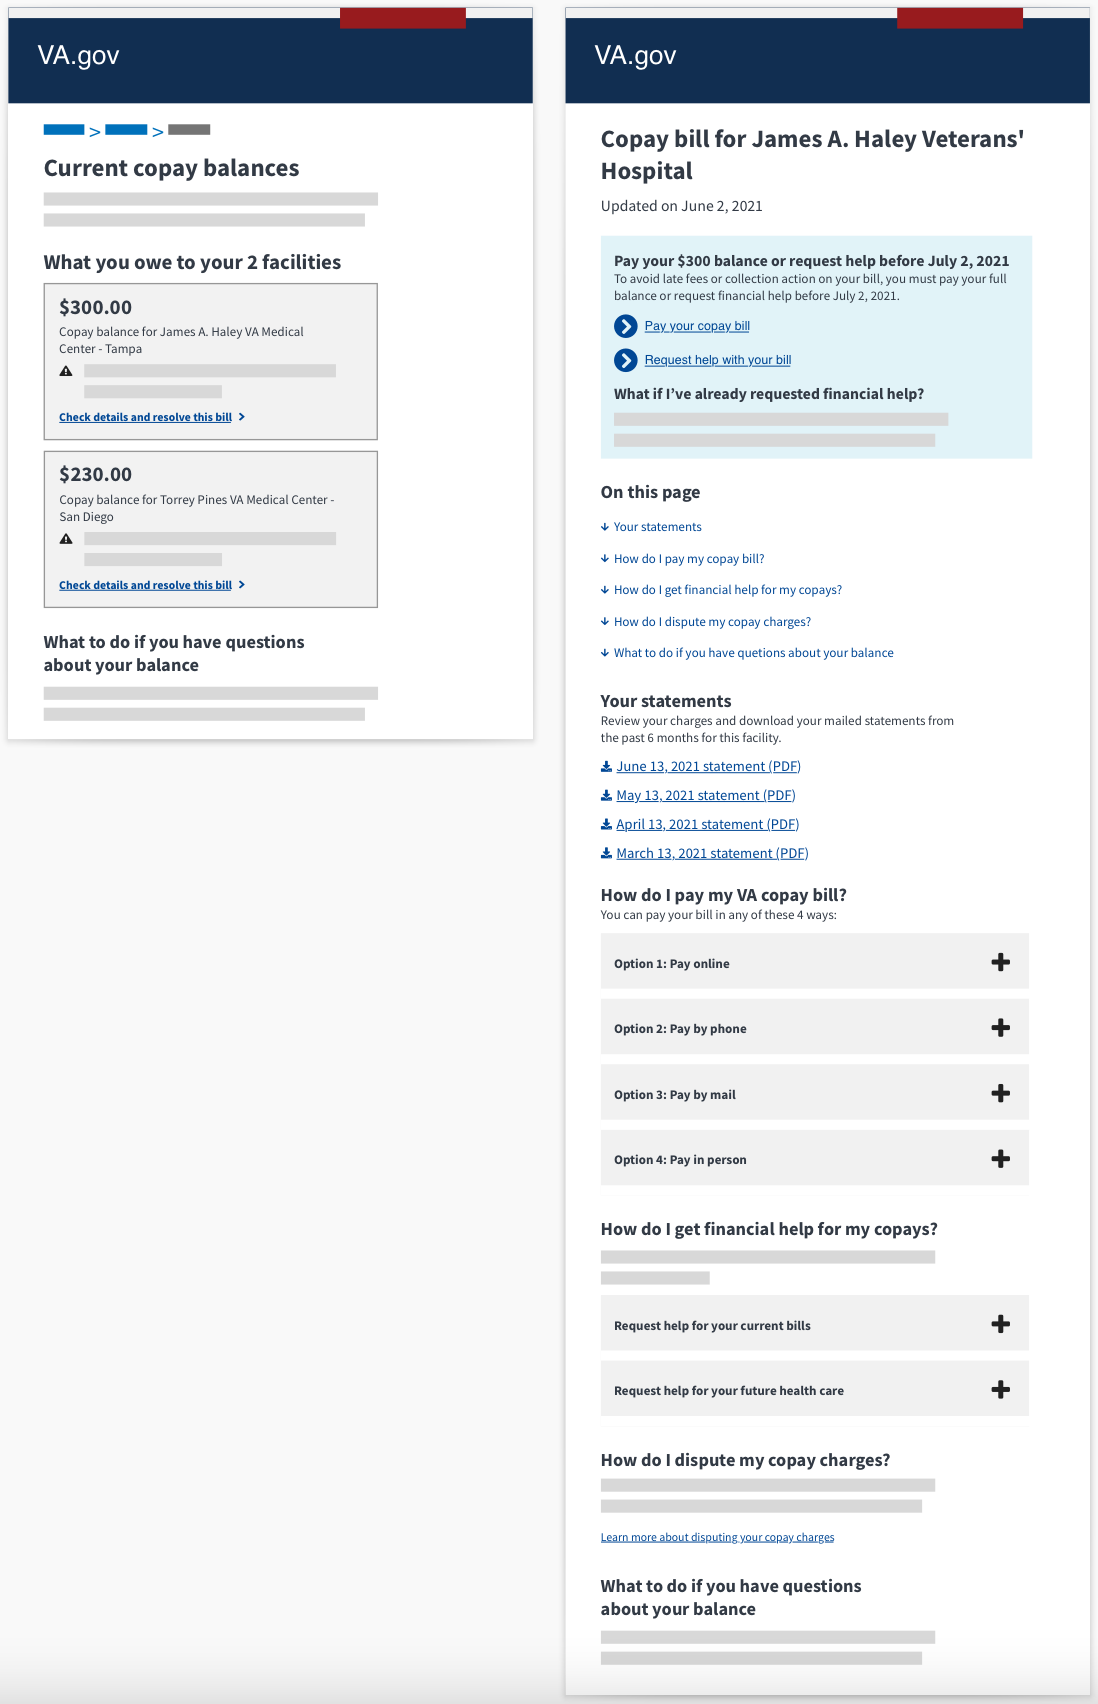 VA.gov
> >
Current copay balances
What you owe to your 2 facilities
$300.00
Copay balance for James A. Haley VA Medical
Center - Tampa
Check details and resolve this bill
$230.00
Copay balance for Torrey Pines VA Medical Center -
San Diego
Check details and resolve this bill
What to do if you have questions
about your balance
VA.gov
Copay bill for James A. Haley Veterans'
Hospital
Updated on June 2, 2021
Pay your $300 balance or request help before July 2, 2021
To avoid late fees or collection action on your bill, you must pay your full
balance or request financial help before July 2, 2021.
Pay your copay bill
Request help with your bill
What if I’ve already requested financial help?
On this page
Your statements
How do I pay my copay bill?
How do I get financial help for my copays?
How do I dispute my copay charges?
What to do if you have quetions about your balance
Your statements
Review your charges and download your mailed statements from
the past 6 months for this facility.
June 13, 2021 statement (PDF)
May 13, 2021 statement (PDF)
April 13, 2021 statement (PDF)
March 13, 2021 statement (PDF)
How do I pay my VA copay bill?
You can pay your bill in any of these 4 ways:
Option 1: Pay online
Option 2: Pay by phone
Option 3: Pay by mail
Option 4: Pay in person
How do I get financial help for my copays?
Request help for your current bills
Request help for your future health care
How do I dispute my copay charges?
Learn more about disputing your copay charges
What to do if you have questions
about your balance